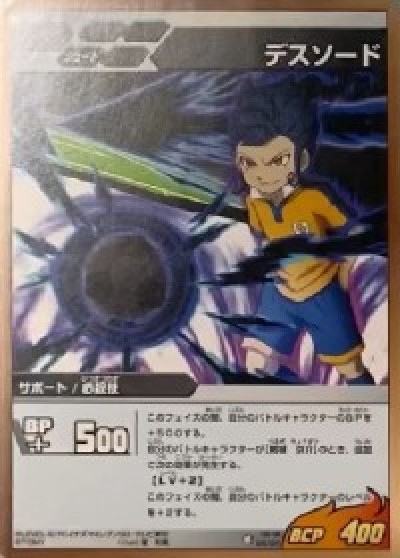 シュート
デスソード
サポート / 必殺技
BP
+ 500
このフェイズの間、自分のバトルキャラクターのBPを
+500する。
自分のバトルキャラクターが
のとき、追加
で次の効果が発生する。
[LV+2]
このフェイズの間、自分のバトルキャラクターのレベル
を+2する。
BCP 400